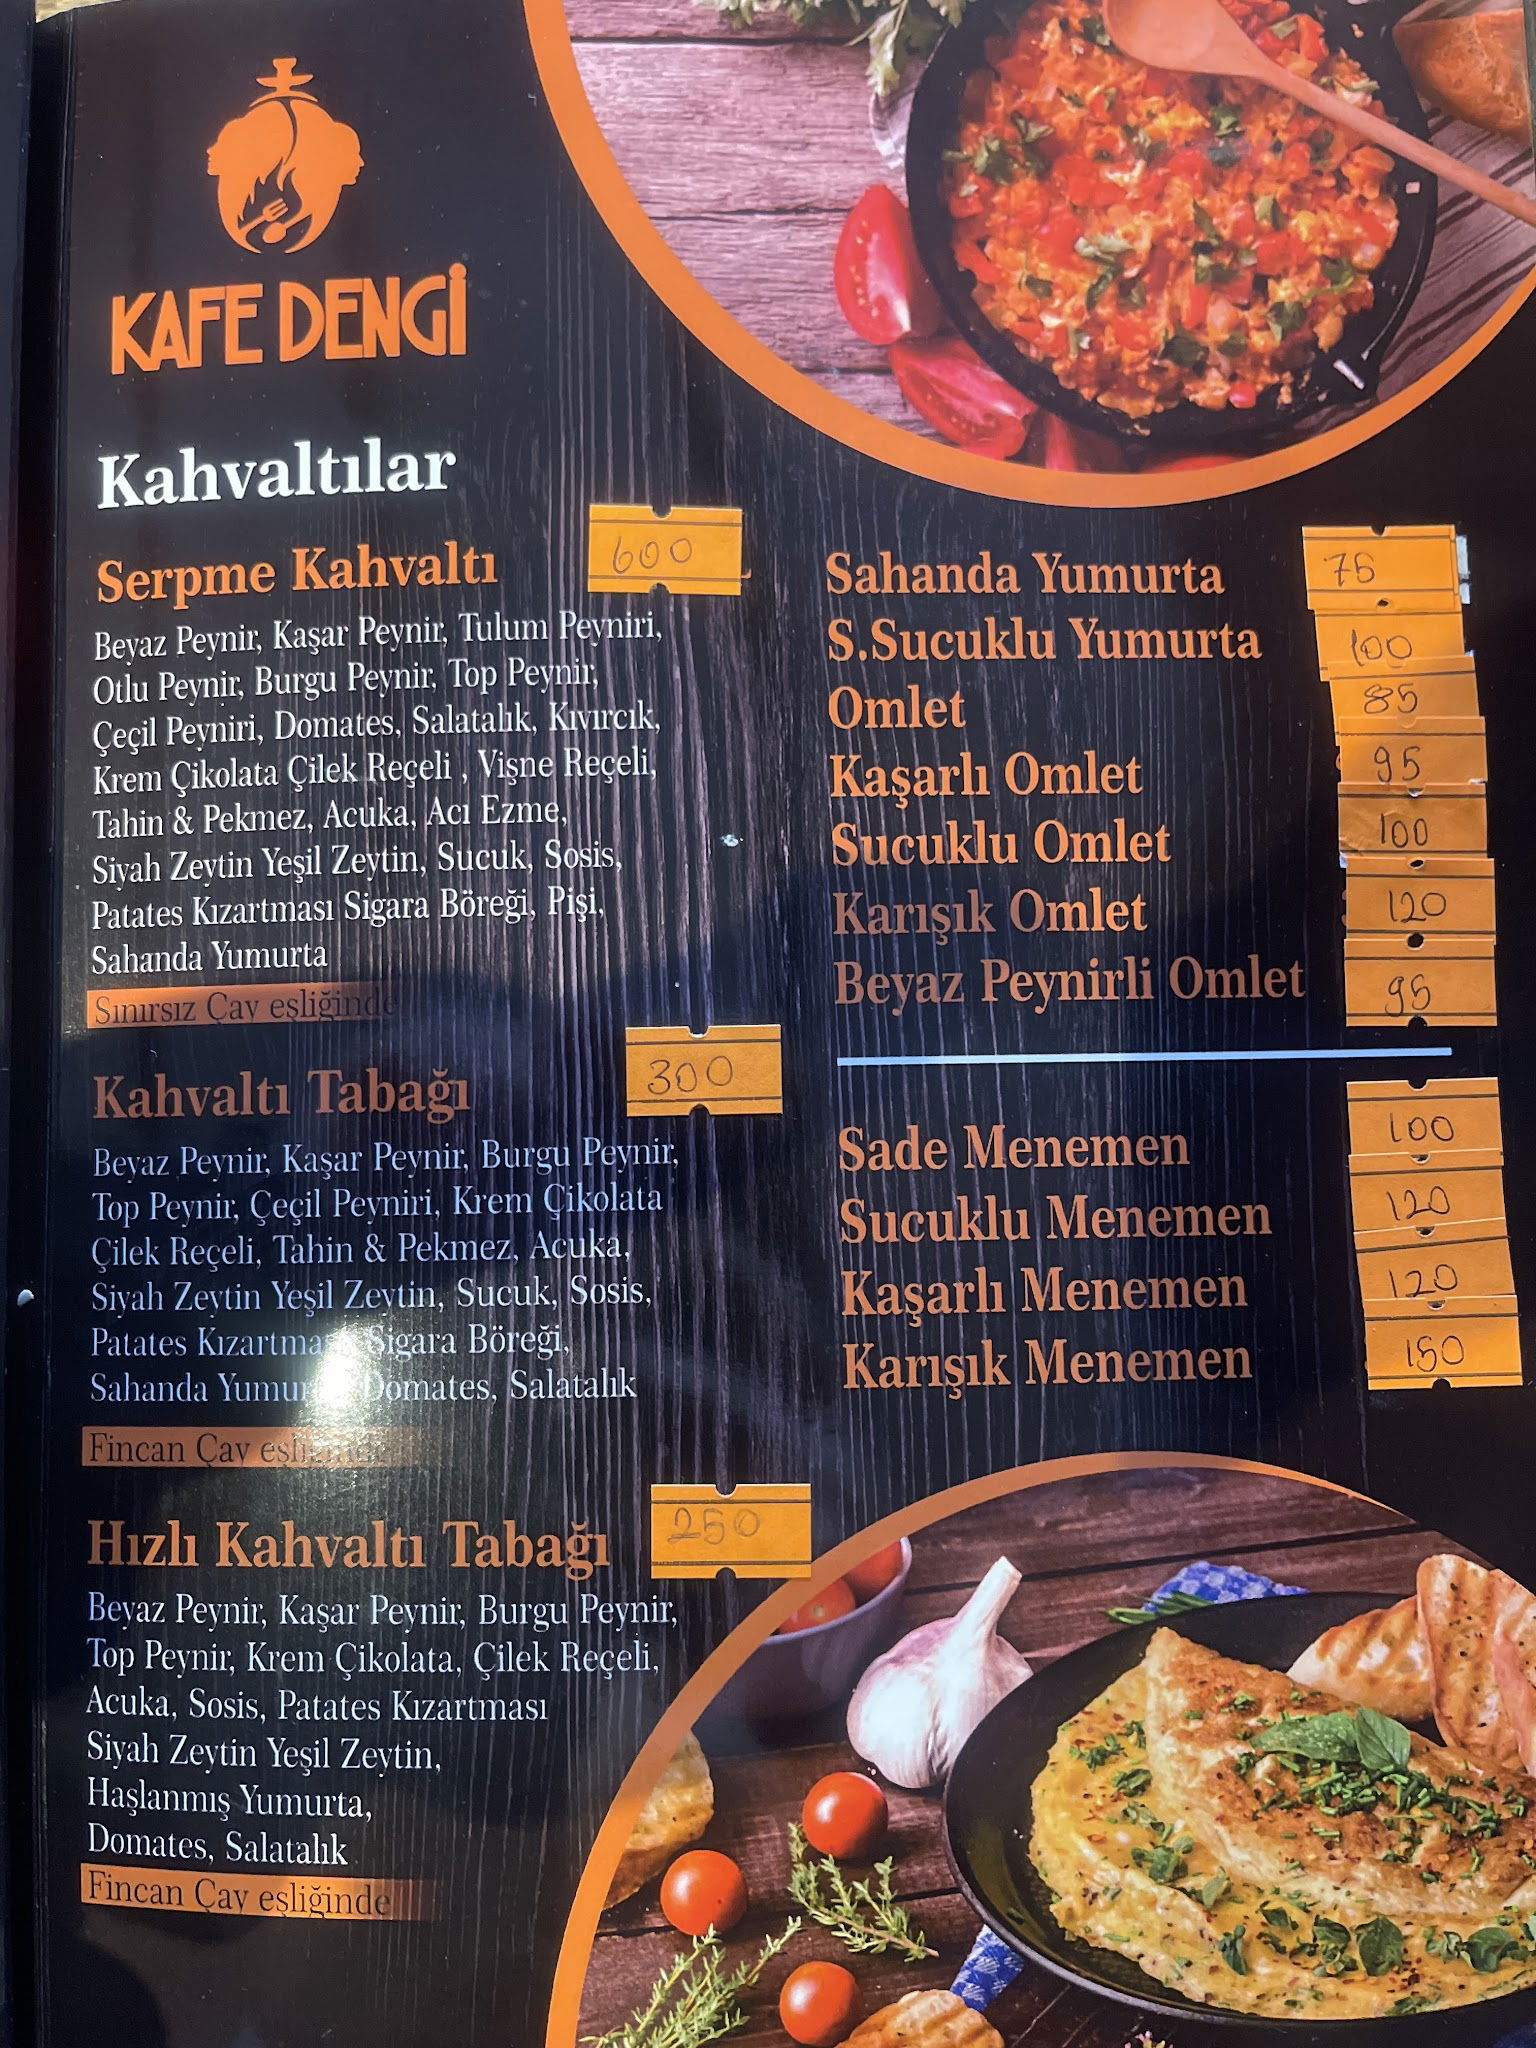 KAFE DENGİ
Kahvaltılar
Serpme Kahvaltı 600
Beyaz Peynir, Kaşar Peynir, Tulum Peyniri,
Otlu Peynir, Burgu Peynir, Top Peynir,
Çeçil Peyniri, Domates, Salatalık, Kıvırcık,
Krem Çikolata Çilek Reçeli , Vişne Reçeli,
Tahin & Pekmez, Acuka, Acı Ezme,
Siyah Zeytin Yeşil Zeytin, Sucuk, Sosis,
Patates Kızartması Sigara Böreği, Pişi,
Sahanda Yumurta
Sınırsız Çay eşliğinde
Kahvaltı Tabağı 300
Beyaz Peynir, Kaşar Peynir, Burgu Peynir,
Top Peynir, Çeçil Peyniri, Krem Çikolata
Çilek Reçeli, Tahin & Pekmez, Acuka,
Siyah Zeytin Yeşil Zeytin, Sucuk, Sosis,
Patates Kızartması Sigara Böreği,
Sahanda Yumurta, Domates, Salatalık
Fincan Çay eşliğinde
Hızlı Kahvaltı Tabağı 250
Beyaz Peynir, Kaşar Peynir, Burgu Peynir,
Top Peynir, Krem Çikolata, Çilek Reçeli,
Acuka, Sosis, Patates Kızartması
Siyah Zeytin Yeşil Zeytin,
Haşlanmış Yumurta,
Domates, Salatalık
Fincan Çay eşliğinde
Sahanda Yumurta 75
S.Sucuklu Yumurta 100
Omlet 85
Kaşarlı Omlet 95
Sucuklu Omlet 100
Karışık Omlet 120
Beyaz Peynirli Omlet 95
Sade Menemen 100
Sucuklu Menemen 120
Kaşarlı Menemen 120
Karışık Menemen 150